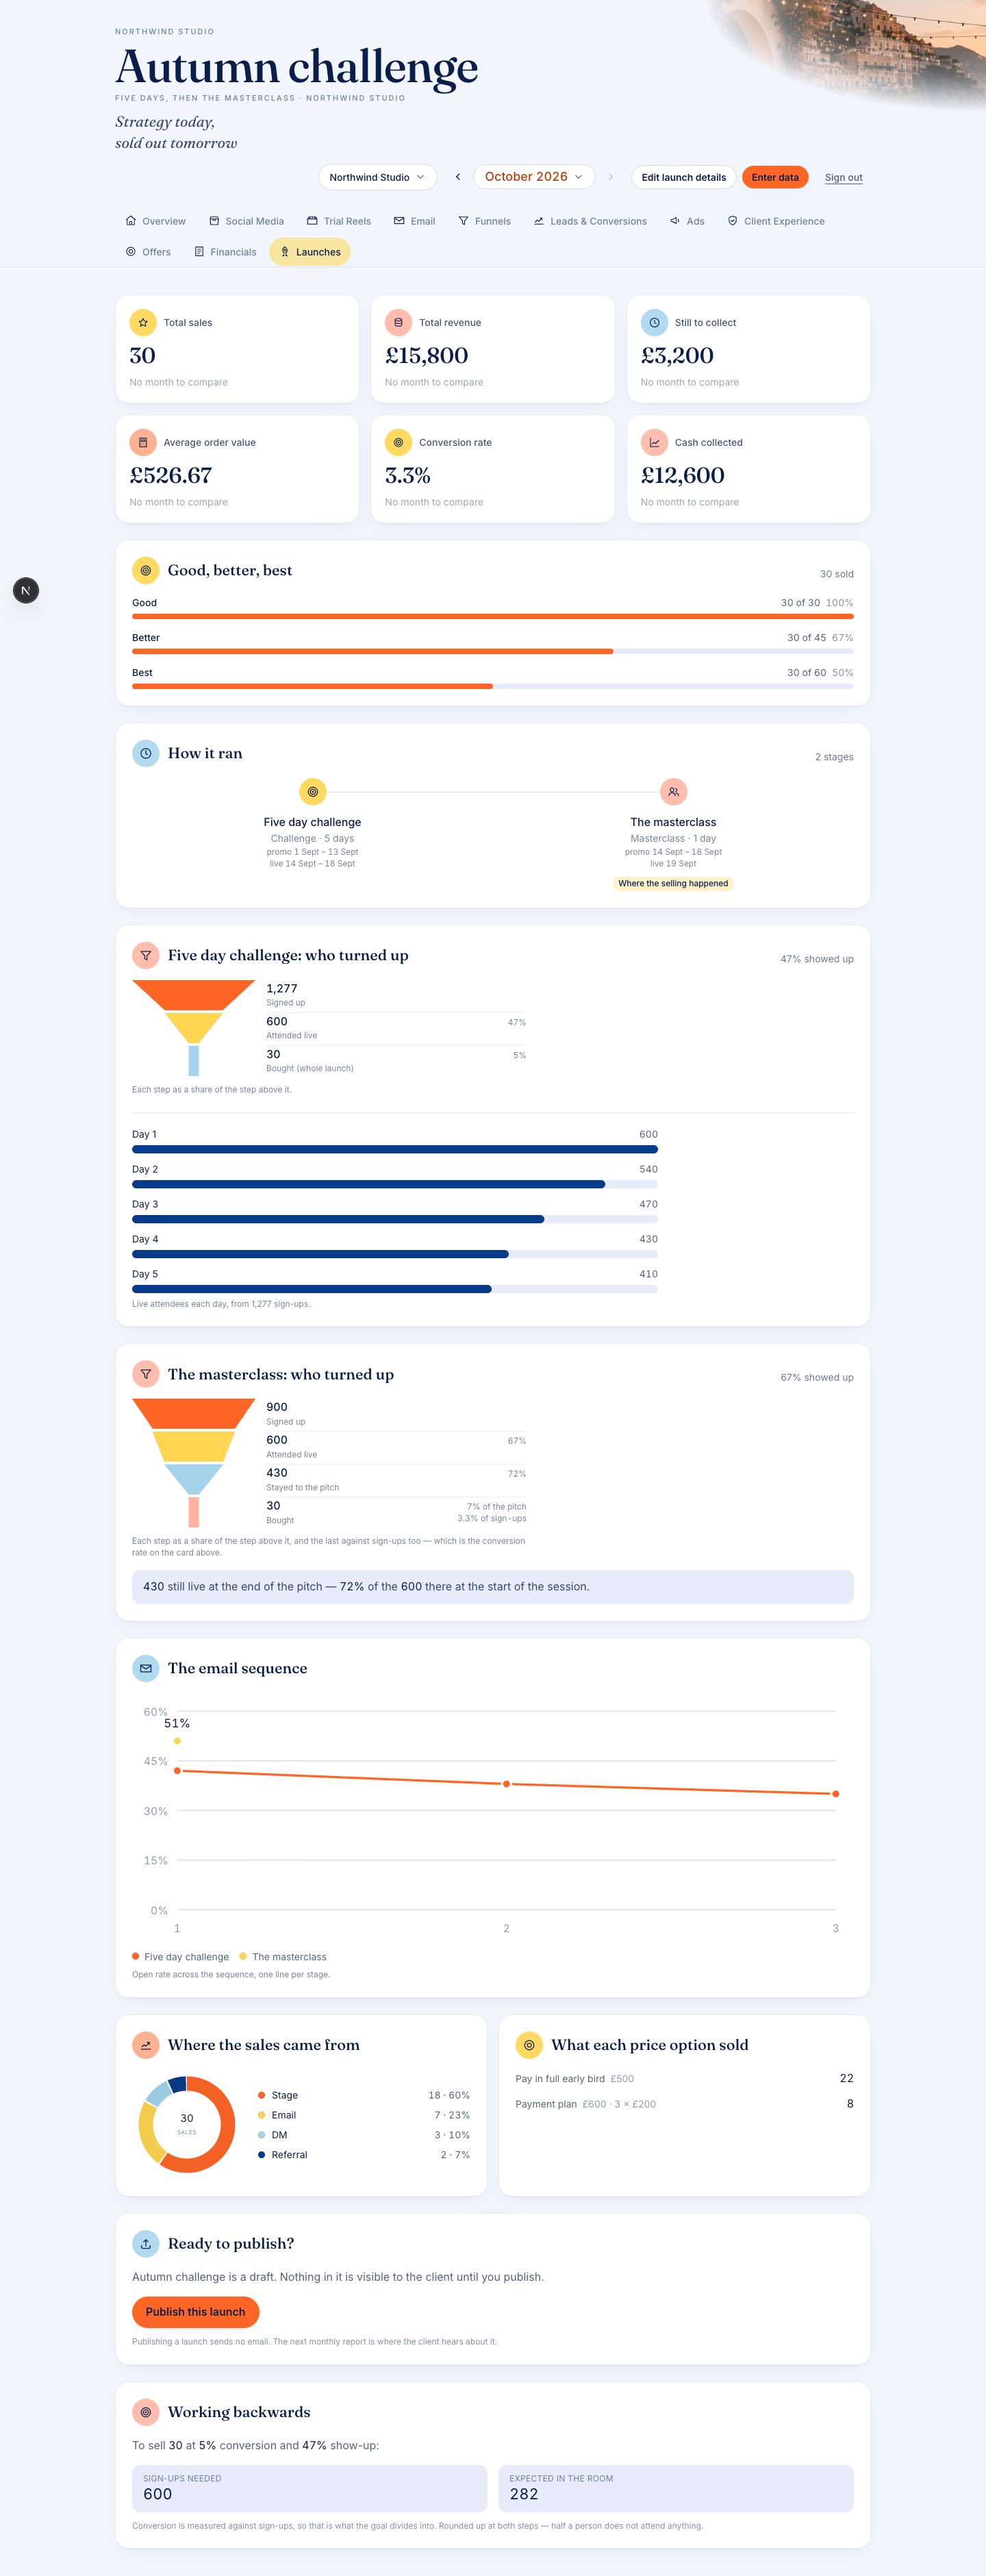 NORTHWIND STUDIO
Autumn challenge
FIVE DAYS, THEN THE MASTERCLASS · NORTHWIND STUDIO
Strategy today,
sold out tomorrow
Northwind Studio
October 2026
Edit launch details
Enter data
Sign out
Overview
Social Media
Trial Reels
Email
Funnels
Leads & Conversions
Ads
Client Experience
Offers
Financials
Launches
Total sales
30
No month to compare
Total revenue
£15,800
No month to compare
Still to collect
£3,200
No month to compare
Average order value
£526.67
No month to compare
Conversion rate
3.3%
No month to compare
Cash collected
£12,600
No month to compare
N
Good, better, best
30 sold
Good
30 of 30 100%
Better
30 of 45 67%
Best
30 of 60 50%
How it ran
2 stages
Five day challenge
Challenge · 5 days
promo 1 Sept – 13 Sept
live 14 Sept – 18 Sept
The masterclass
Masterclass · 1 day
promo 14 Sept – 18 Sept
live 19 Sept
Where the selling happened
Five day challenge: who turned up
47% showed up
1,277
Signed up
600
47%
Attended live
30
5%
Bought (whole launch)
Each step as a share of the step above it.
Day 1
600
Day 2
540
Day 3
470
Day 4
430
Day 5
410
Live attendees each day, from 1,277 sign-ups.
The masterclass: who turned up
67% showed up
900
Signed up
600
67%
Attended live
430
72%
Stayed to the pitch
30
7% of the pitch
3.3% of sign-ups
Bought
Each step as a share of the step above it, and the last against sign-ups too — which is the conversion
rate on the card above.
430 still live at the end of the pitch — 72% of the 600 there at the start of the session.
The email sequence
60%
51%
45%
30%
15%
0%
1
2
3
Five day challenge
The masterclass
Open rate across the sequence, one line per stage.
Where the sales came from
30
SALES
Stage
18 · 60%
Email
7 · 23%
DM
3 · 10%
Referral
2 · 7%
What each price option sold
Pay in full early bird £500
22
Payment plan £600 · 3 × £200
8
Ready to publish?
Autumn challenge is a draft. Nothing in it is visible to the client until you publish.
Publish this launch
Publishing a launch sends no email. The next monthly report is where the client hears about it.
Working backwards
To sell 30 at 5% conversion and 47% show-up:
SIGN-UPS NEEDED
600
EXPECTED IN THE ROOM
282
Conversion is measured against sign-ups, so that is what the goal divides into. Rounded up at both steps — half a person does not attend anything.